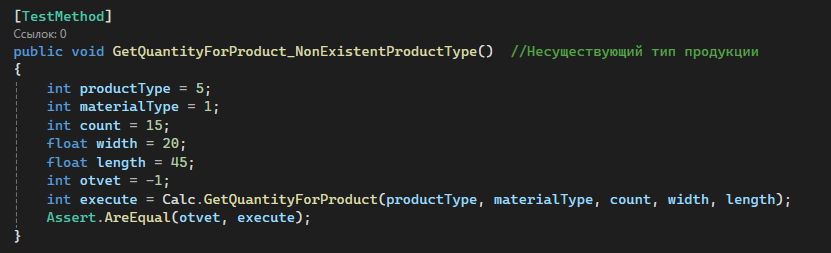 [TestMethod]
Ссылок: 0
public void GetQuantityForProduct_NonExistentProductType()  //Несуществующий тип продукции
{
    int productType = 5;
    int materialType = 1;
    int count = 15;
    float width = 20;
    float length = 45;
    int otvet = -1;
    int execute = Calc.GetQuantityForProduct(productType, materialType, count, width, length);
    Assert.AreEqual(otvet, execute);
}